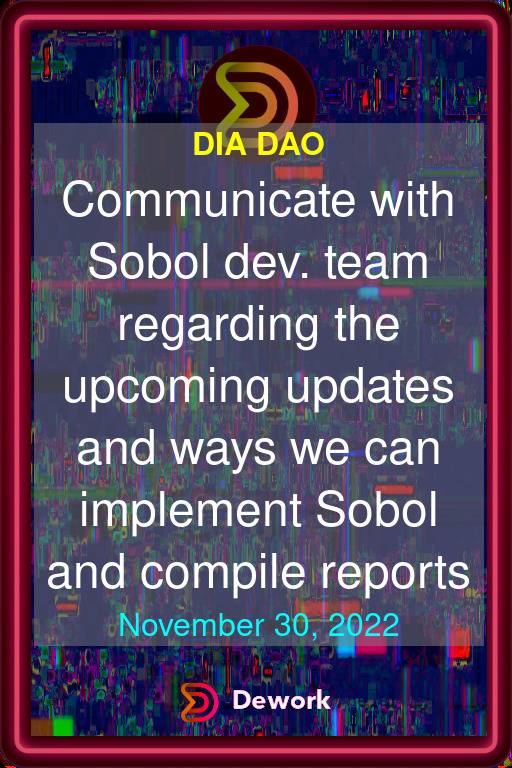 DIA DAO
Communicate with
Sobol dev. team
regarding the
upcoming updates
and ways we can
implement Sobol
and compile reports
November 30, 2022
Dework